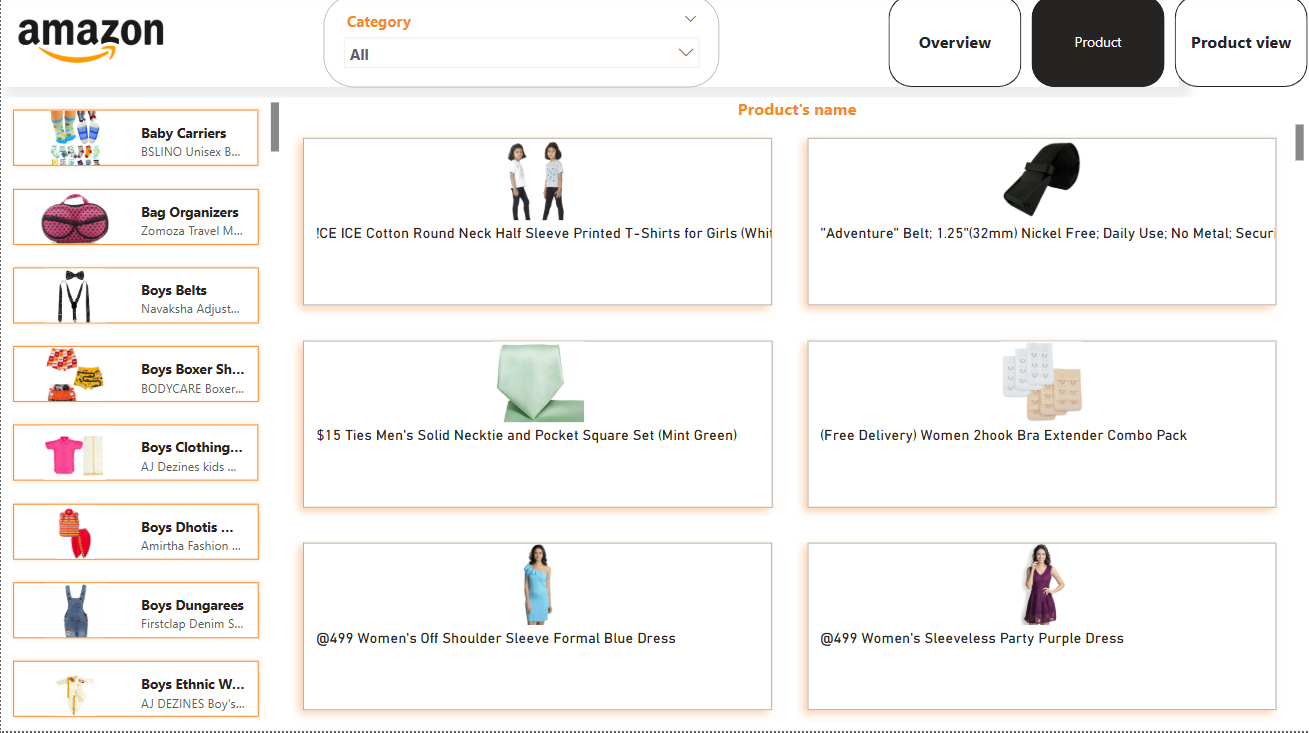 amazon
Category
All
Overview
Product
Product view
Baby Carriers
BSLINO Unisex B...
Bag Organizers
Zomoza Travel M...
Boys Belts
Navaksha Adjust...
Boys Boxer Sh...
BODYCARE Boxer...
Boys Clothing...
AJ Dezines kids ...
Boys Dhotis ...
Amirtha Fashion ...
Boys Dungarees
Firstclap Denim S...
Boys Ethnic W...
AJ DEZINES Boy's...
Product's name
!CE ICE Cotton Round Neck Half Sleeve Printed T-Shirts for Girls (Whit
"Adventure" Belt; 1.25"(32mm) Nickel Free; Daily Use; No Metal; Securi
$15 Ties Men's Solid Necktie and Pocket Square Set (Mint Green)
(Free Delivery) Women 2hook Bra Extender Combo Pack
@499 Women's Off Shoulder Sleeve Formal Blue Dress
@499 Women's Sleeveless Party Purple Dress